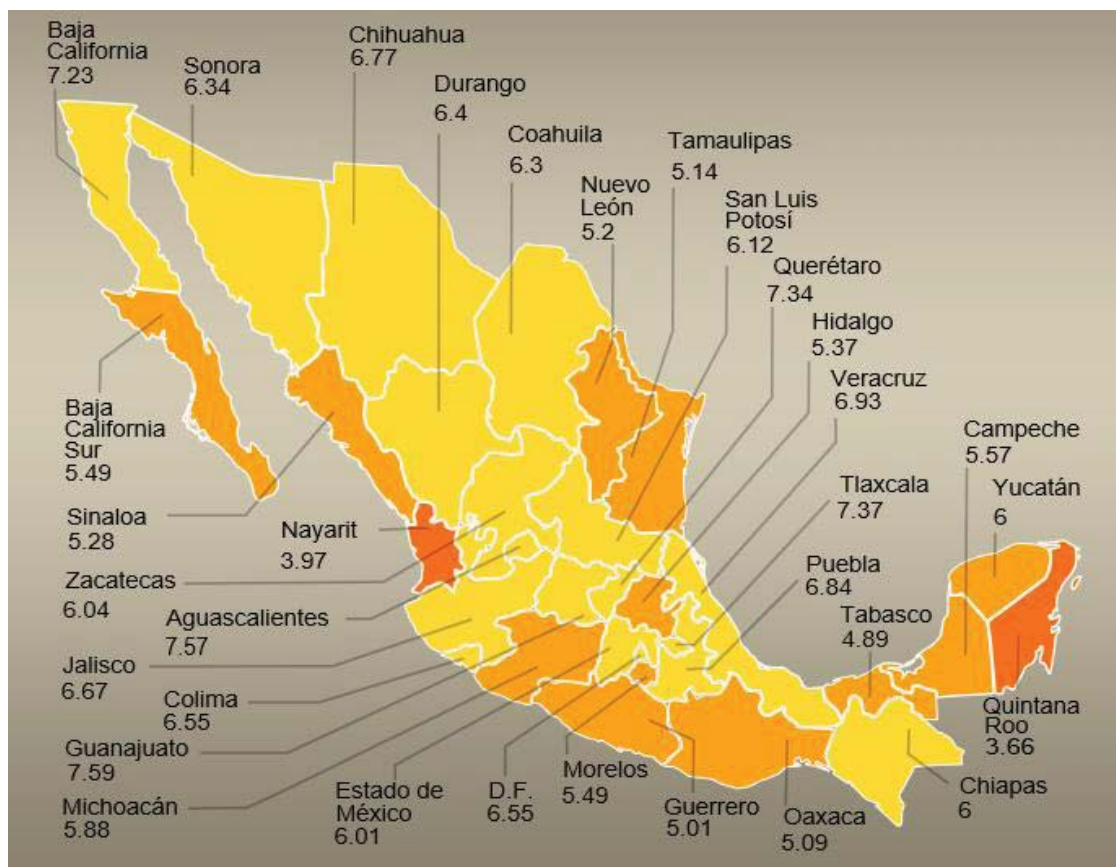 Baja
California
7.23
Sonora
6.34
Chihuahua
6.77
Durango
6.4
Coahuila
6.3
Nuevo
León
5.2
Tamaulipas
5.14
San Luis
Potosí
6.12
Querétaro
7.34
Hidalgo
5.37
Veracruz
6.93
Campeche
5.57
Tlaxcala
7.37
Yucatán
6
Puebla
6.84
Tabasco
4.89
Baja
California
Sur
5.49
Sinaloa
5.28
Nayarit
3.97
Zacatecas
6.04
Aguascalientes
7.57
Jalisco
6.67
Colima
6.55
Guanajuato
7.59
Michoacán
5.88
Estado de
México
6.01
D.F.
6.55
Morelos
5.49
Guerrero
5.01
Oaxaca
5.09
Quintana
Roo
3.66
Chiapas
6